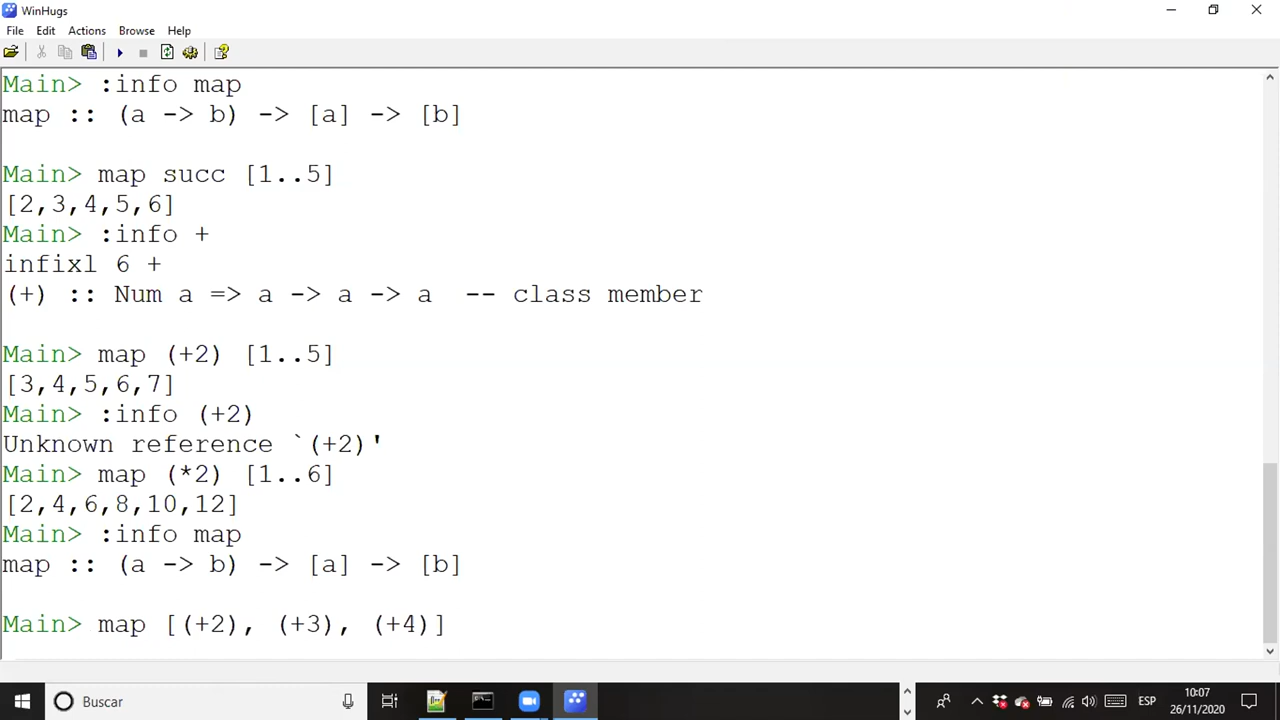 WinHugs
File Edit Actions Browse Help
Main> :info map
map :: (a -> b) -> [a] -> [b]
Main> map succ [1..5]
[2,3,4,5,6]
Main> :info +
infixl 6 +
(+) :: Num a => a -> a -> a  -- class member
Main> map (+2) [1..5]
[3,4,5,6,7]
Main> :info (+2)
Unknown reference `(+2)'
Main> map (*2) [1..6]
[2,4,6,8,10,12]
Main> :info map
map :: (a -> b) -> [a] -> [b]
Main> map [(+2), (+3), (+4)]
Buscar
ESP
10:07
26/11/2020